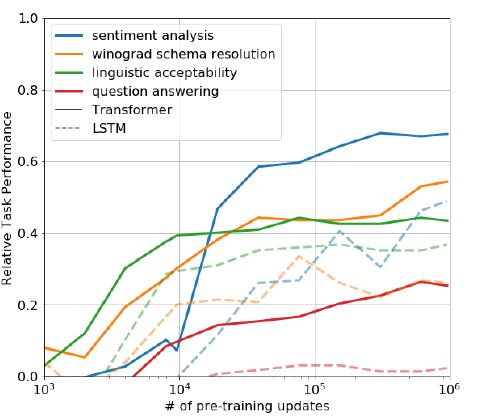 1.0
0.8
0.6
0.4
0.2
0.0
Relative Task Performance
sentiment analysis
winograd schema resolution
linguistic acceptability
question answering
Transformer
LSTM
10³
10⁴
10⁵
10⁶
# of pre-training updates